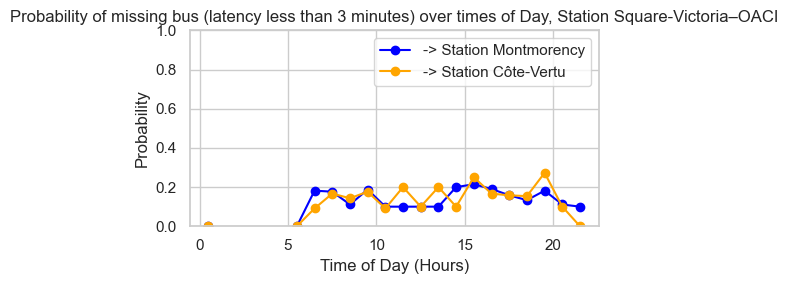 Probability of missing bus (latency less than 3 minutes) over times of Day, Station Square-Victoria–OACI
1.0
-> Station Montmorency
-> Station Côte-Vertu
0.8
0.6
0.4
0.2
0.0
Probability
0 5 10 15 20
Time of Day (Hours)